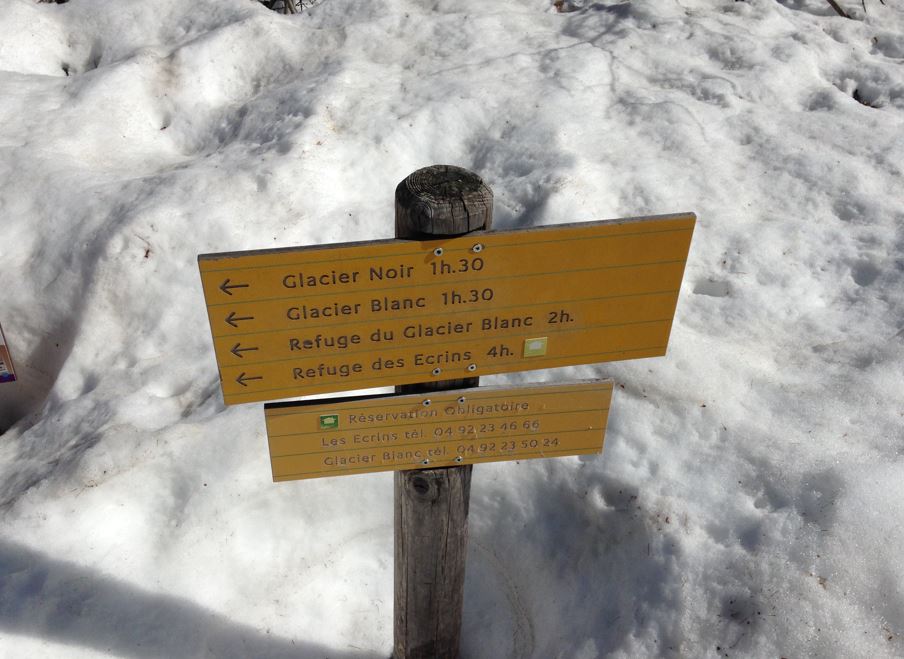 Glacier Noir 1h.30
Glacier Blanc 1h.30
Refuge du Glacier Blanc 2h.
Refuge des Ecrins 4h.
Réservation Obligatoire
Les Ecrins tél. 04 92 23 46 66
Glacier Blanc tél. 04 92 23 50 24